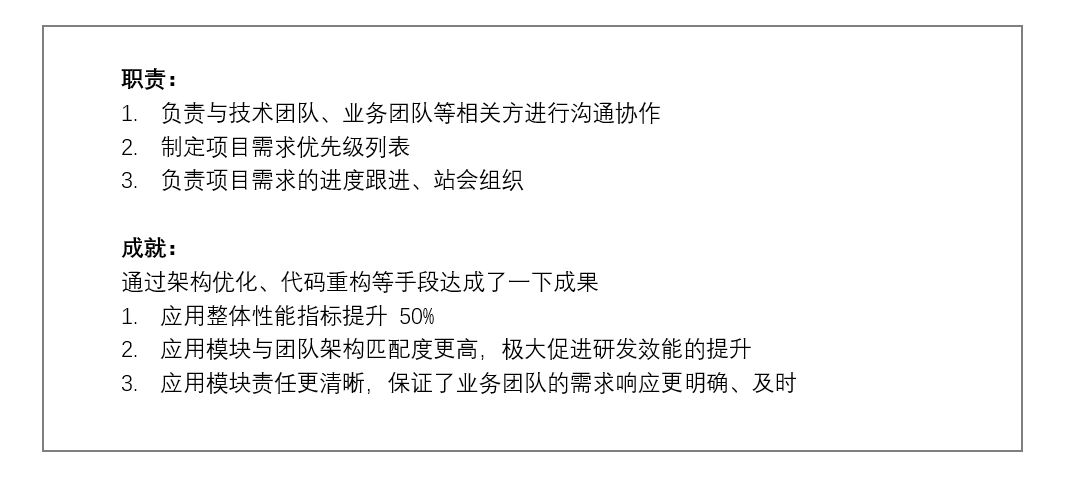 职责：
1. 负责与技术团队、业务团队等相关方进行沟通协作
2. 制定项目需求优先级列表
3. 负责项目需求的进度跟进、站会组织
成就：
通过架构优化、代码重构等手段达成了一下成果
1. 应用整体性能指标提升 50%
2. 应用模块与团队架构匹配度更高，极大促进研发效能的提升
3. 应用模块责任更清晰，保证了业务团队的需求响应更明确、及时